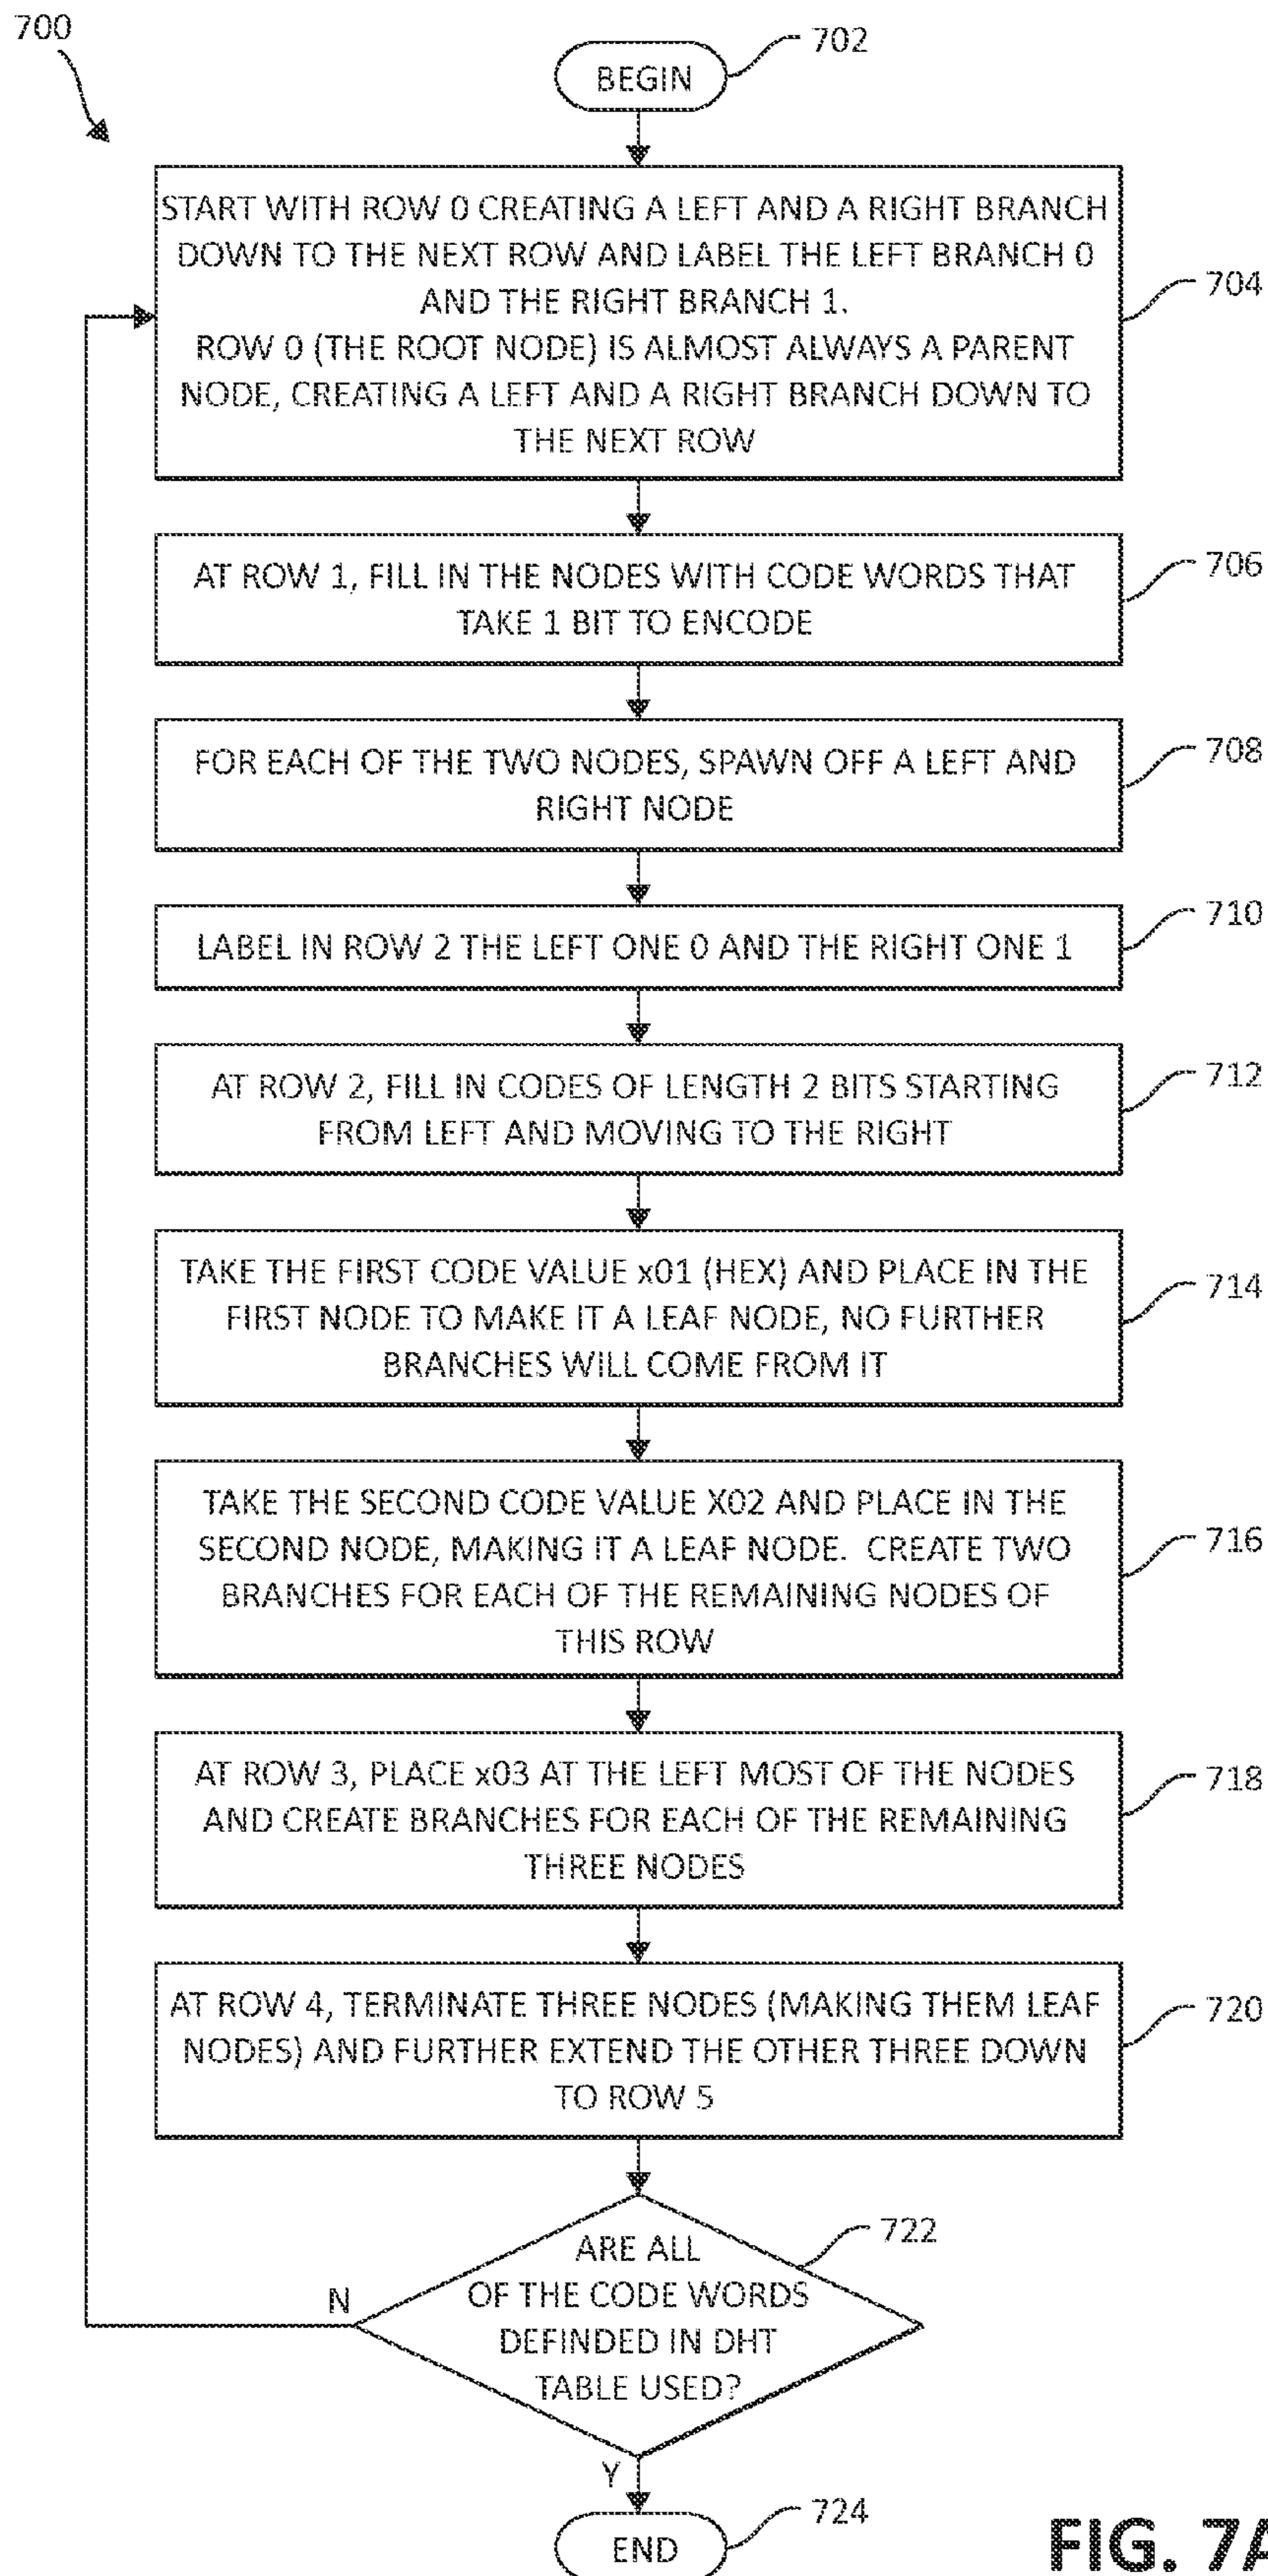 700
BEGIN
702
START WITH ROW 0 CREATING A LEFT AND A RIGHT BRANCH
DOWN TO THE NEXT ROW AND LABEL THE LEFT BRANCH 0
AND THE RIGHT BRANCH 1.
ROW 0 (THE ROOT NODE) IS ALMOST ALWAYS A PARENT
NODE, CREATING A LEFT AND A RIGHT BRANCH DOWN TO
THE NEXT ROW
704
AT ROW 1, FILL IN THE NODES WITH CODE WORDS THAT
TAKE 1 BIT TO ENCODE
706
FOR EACH OF THE TWO NODES, SPAWN OFF A LEFT AND
RIGHT NODE
708
LABEL IN ROW 2 THE LEFT ONE 0 AND THE RIGHT ONE 1
710
AT ROW 2, FILL IN CODES OF LENGTH 2 BITS STARTING
FROM LEFT AND MOVING TO THE RIGHT
712
TAKE THE FIRST CODE VALUE x01 (HEX) AND PLACE IN THE
FIRST NODE TO MAKE IT A LEAF NODE, NO FURTHER
BRANCHES WILL COME FROM IT
714
TAKE THE SECOND CODE VALUE X02 AND PLACE IN THE
SECOND NODE, MAKING IT A LEAF NODE. CREATE TWO
BRANCHES FOR EACH OF THE REMAINING NODES OF
THIS ROW
716
AT ROW 3, PLACE x03 AT THE LEFT MOST OF THE NODES
AND CREATE BRANCHES FOR EACH OF THE REMAINING
THREE NODES
718
AT ROW 4, TERMINATE THREE NODES (MAKING THEM LEAF
NODES) AND FURTHER EXTEND THE OTHER THREE DOWN
TO ROW 5
720
ARE ALL
OF THE CODE WORDS
DEFINDED IN DHT
TABLE USED?
722
N
Y
END
724
FIG. 7A